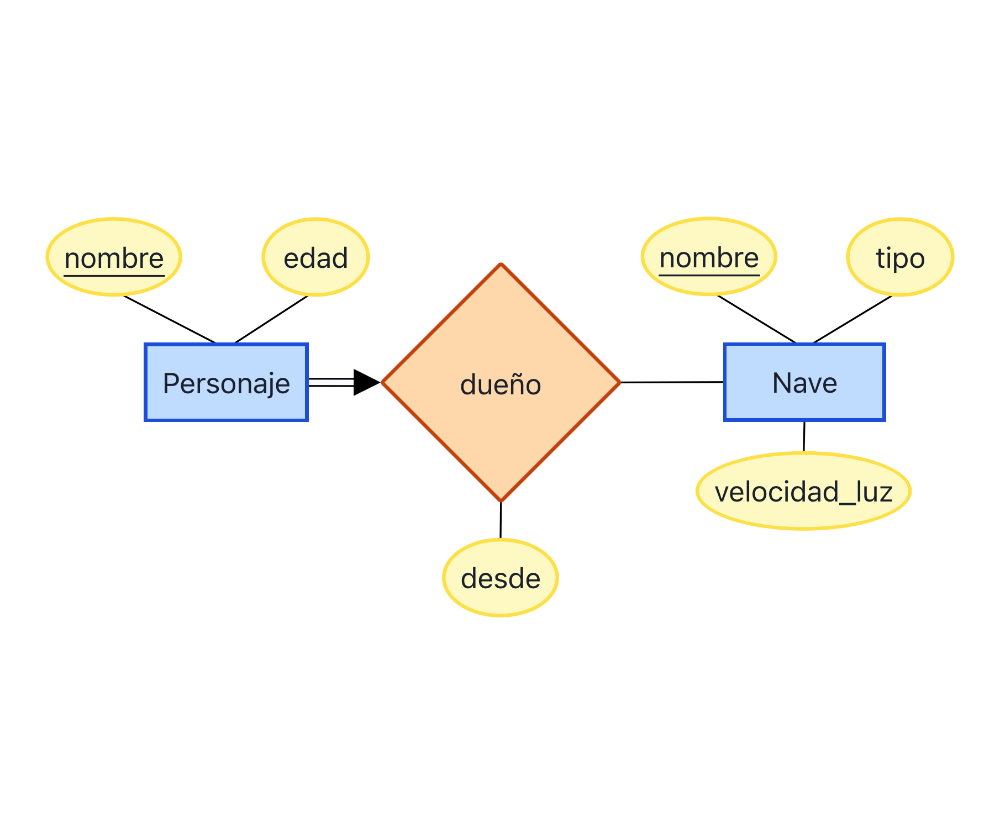 nombre
edad
nombre
tipo
Personaje
dueño
Nave
velocidad_luz
desde